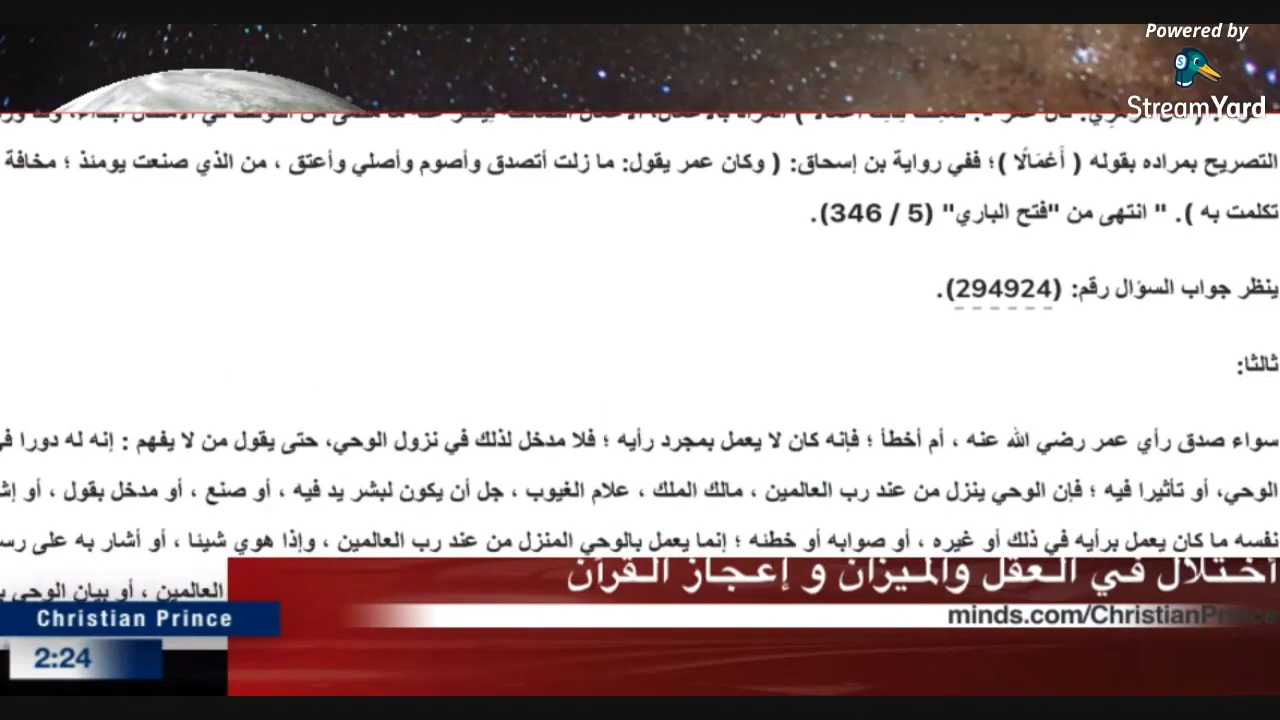 Powered by
StreamYard
التصريح بمراده بقوله ( أَعْمَالًا )؛ ففي رواية بن إسحاق: ( وكان عمر يقول: ما زلت أتصدق وأصوم وأصلي وأعتق ، من الذي صنعت يومئذ ؛ مخافة
تكلمت به ). " انتهى من "فتح الباري" (5 / 346).
ينظر جواب السؤال رقم: (294924).
ثالثا:
سواء صدق رأي عمر رضي الله عنه ، أم أخطأ ؛ فإنه كان لا يعمل بمجرد رأيه ؛ فلا مدخل لذلك في نزول الوحي، حتى يقول من لا يفهم : إنه له دورا
الوحي، أو تأثيرا فيه ؛ فإن الوحي ينزل من عند رب العالمين ، مالك الملك ، علام الغيوب ، جل أن يكون لبشر يد فيه ، أو صنع ، أو مدخل بقول ، أو
نفسه ما كان يعمل برأيه في ذلك أو غيره ، أو صوابه أو خطئه ؛ إنما يعمل بالوحي المنزل من عند رب العالمين ، وإذا هوي شيئا ، أو أشار به على
العالمين ، أو بيان الوحي
أختلال في العقل والميزان و إعجاز القرآن
Christian Prince
minds.com/ChristianPrince
2:24